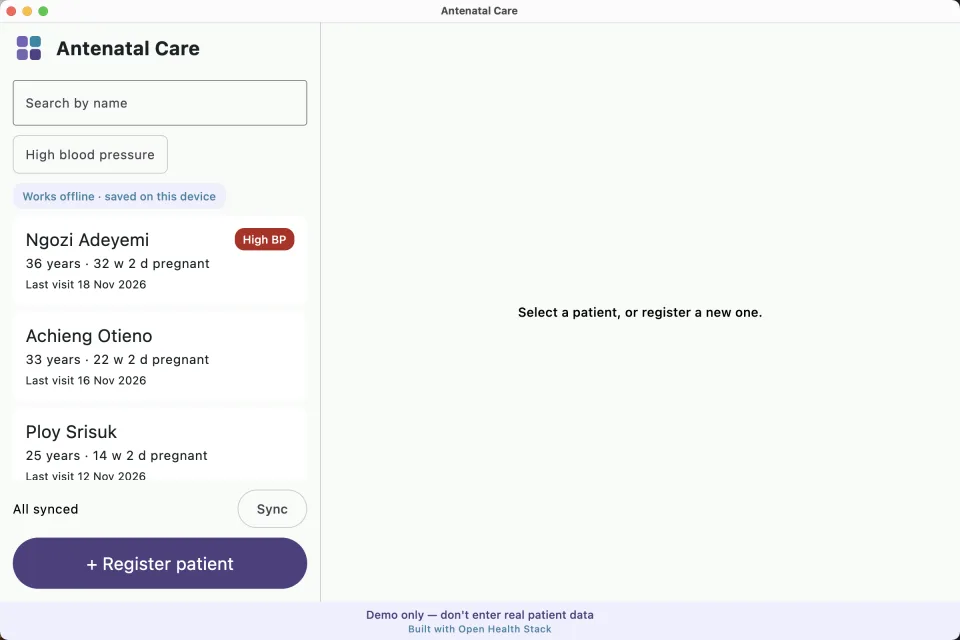 Antenatal Care
Antenatal Care
Search by name
High blood pressure
Works offline · saved on this device
Ngozi Adeyemi
High BP
36 years · 32 w 2 d pregnant
Last visit 18 Nov 2026
Achieng Otieno
33 years · 22 w 2 d pregnant
Last visit 16 Nov 2026
Ploy Srisuk
25 years · 14 w 2 d pregnant
Last visit 12 Nov 2026
All synced
Sync
+ Register patient
Select a patient, or register a new one.
Demo only — don't enter real patient data
Built with Open Health Stack